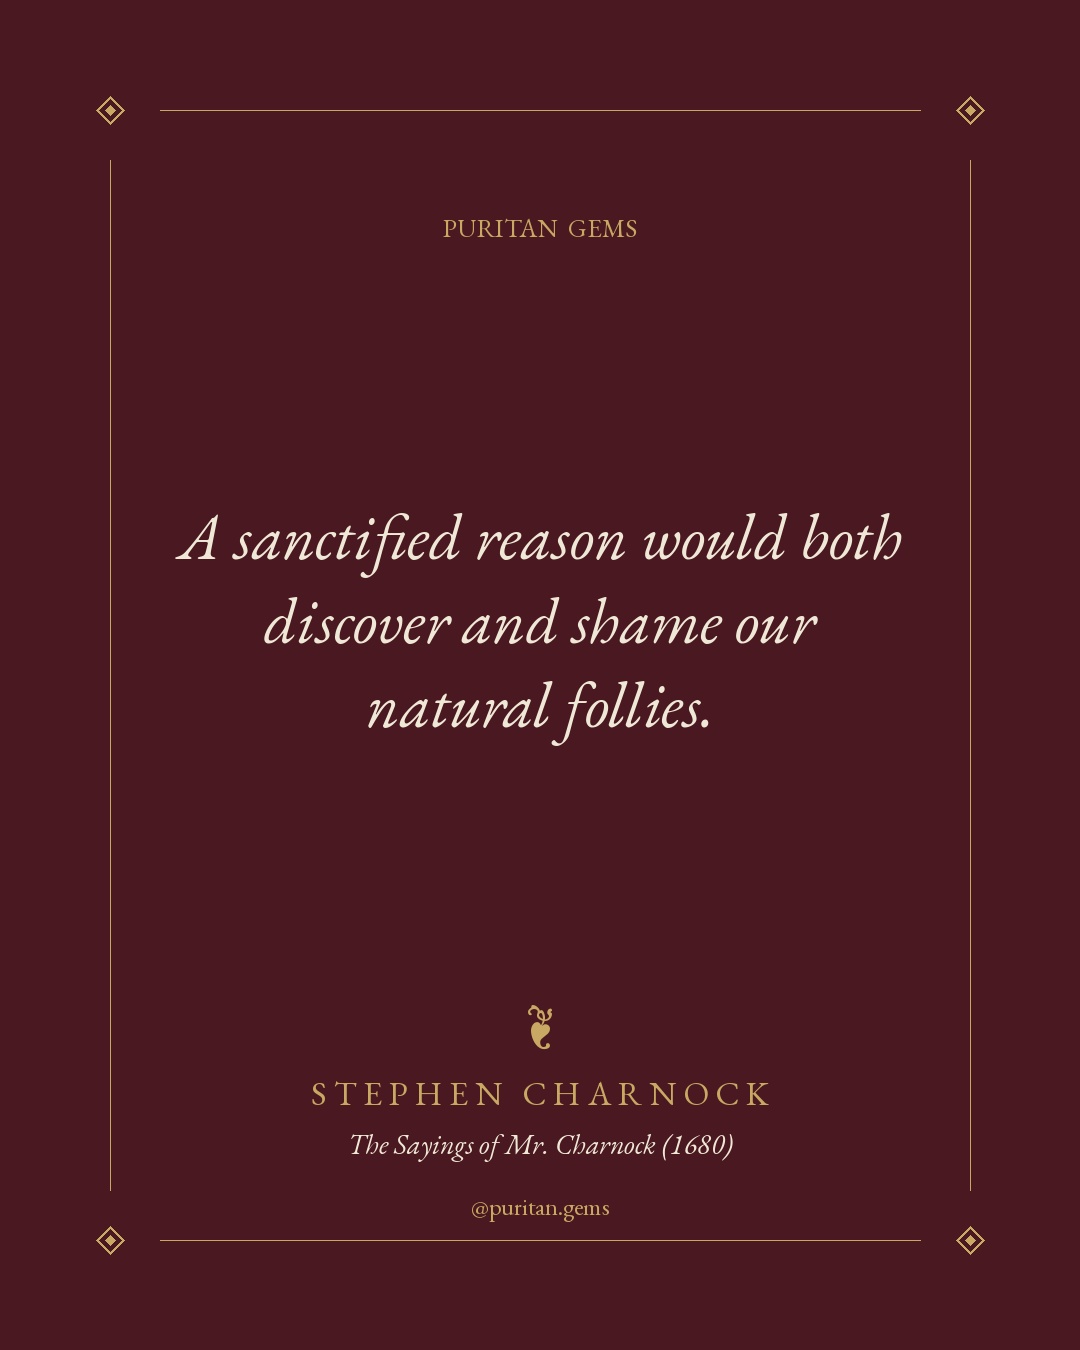 PURITAN GEMS
A sanctified reason would both
discover and shame our
natural follies.
❦
STEPHEN CHARNOCK
The Sayings of Mr. Charnock (1680)
@puritan.gems